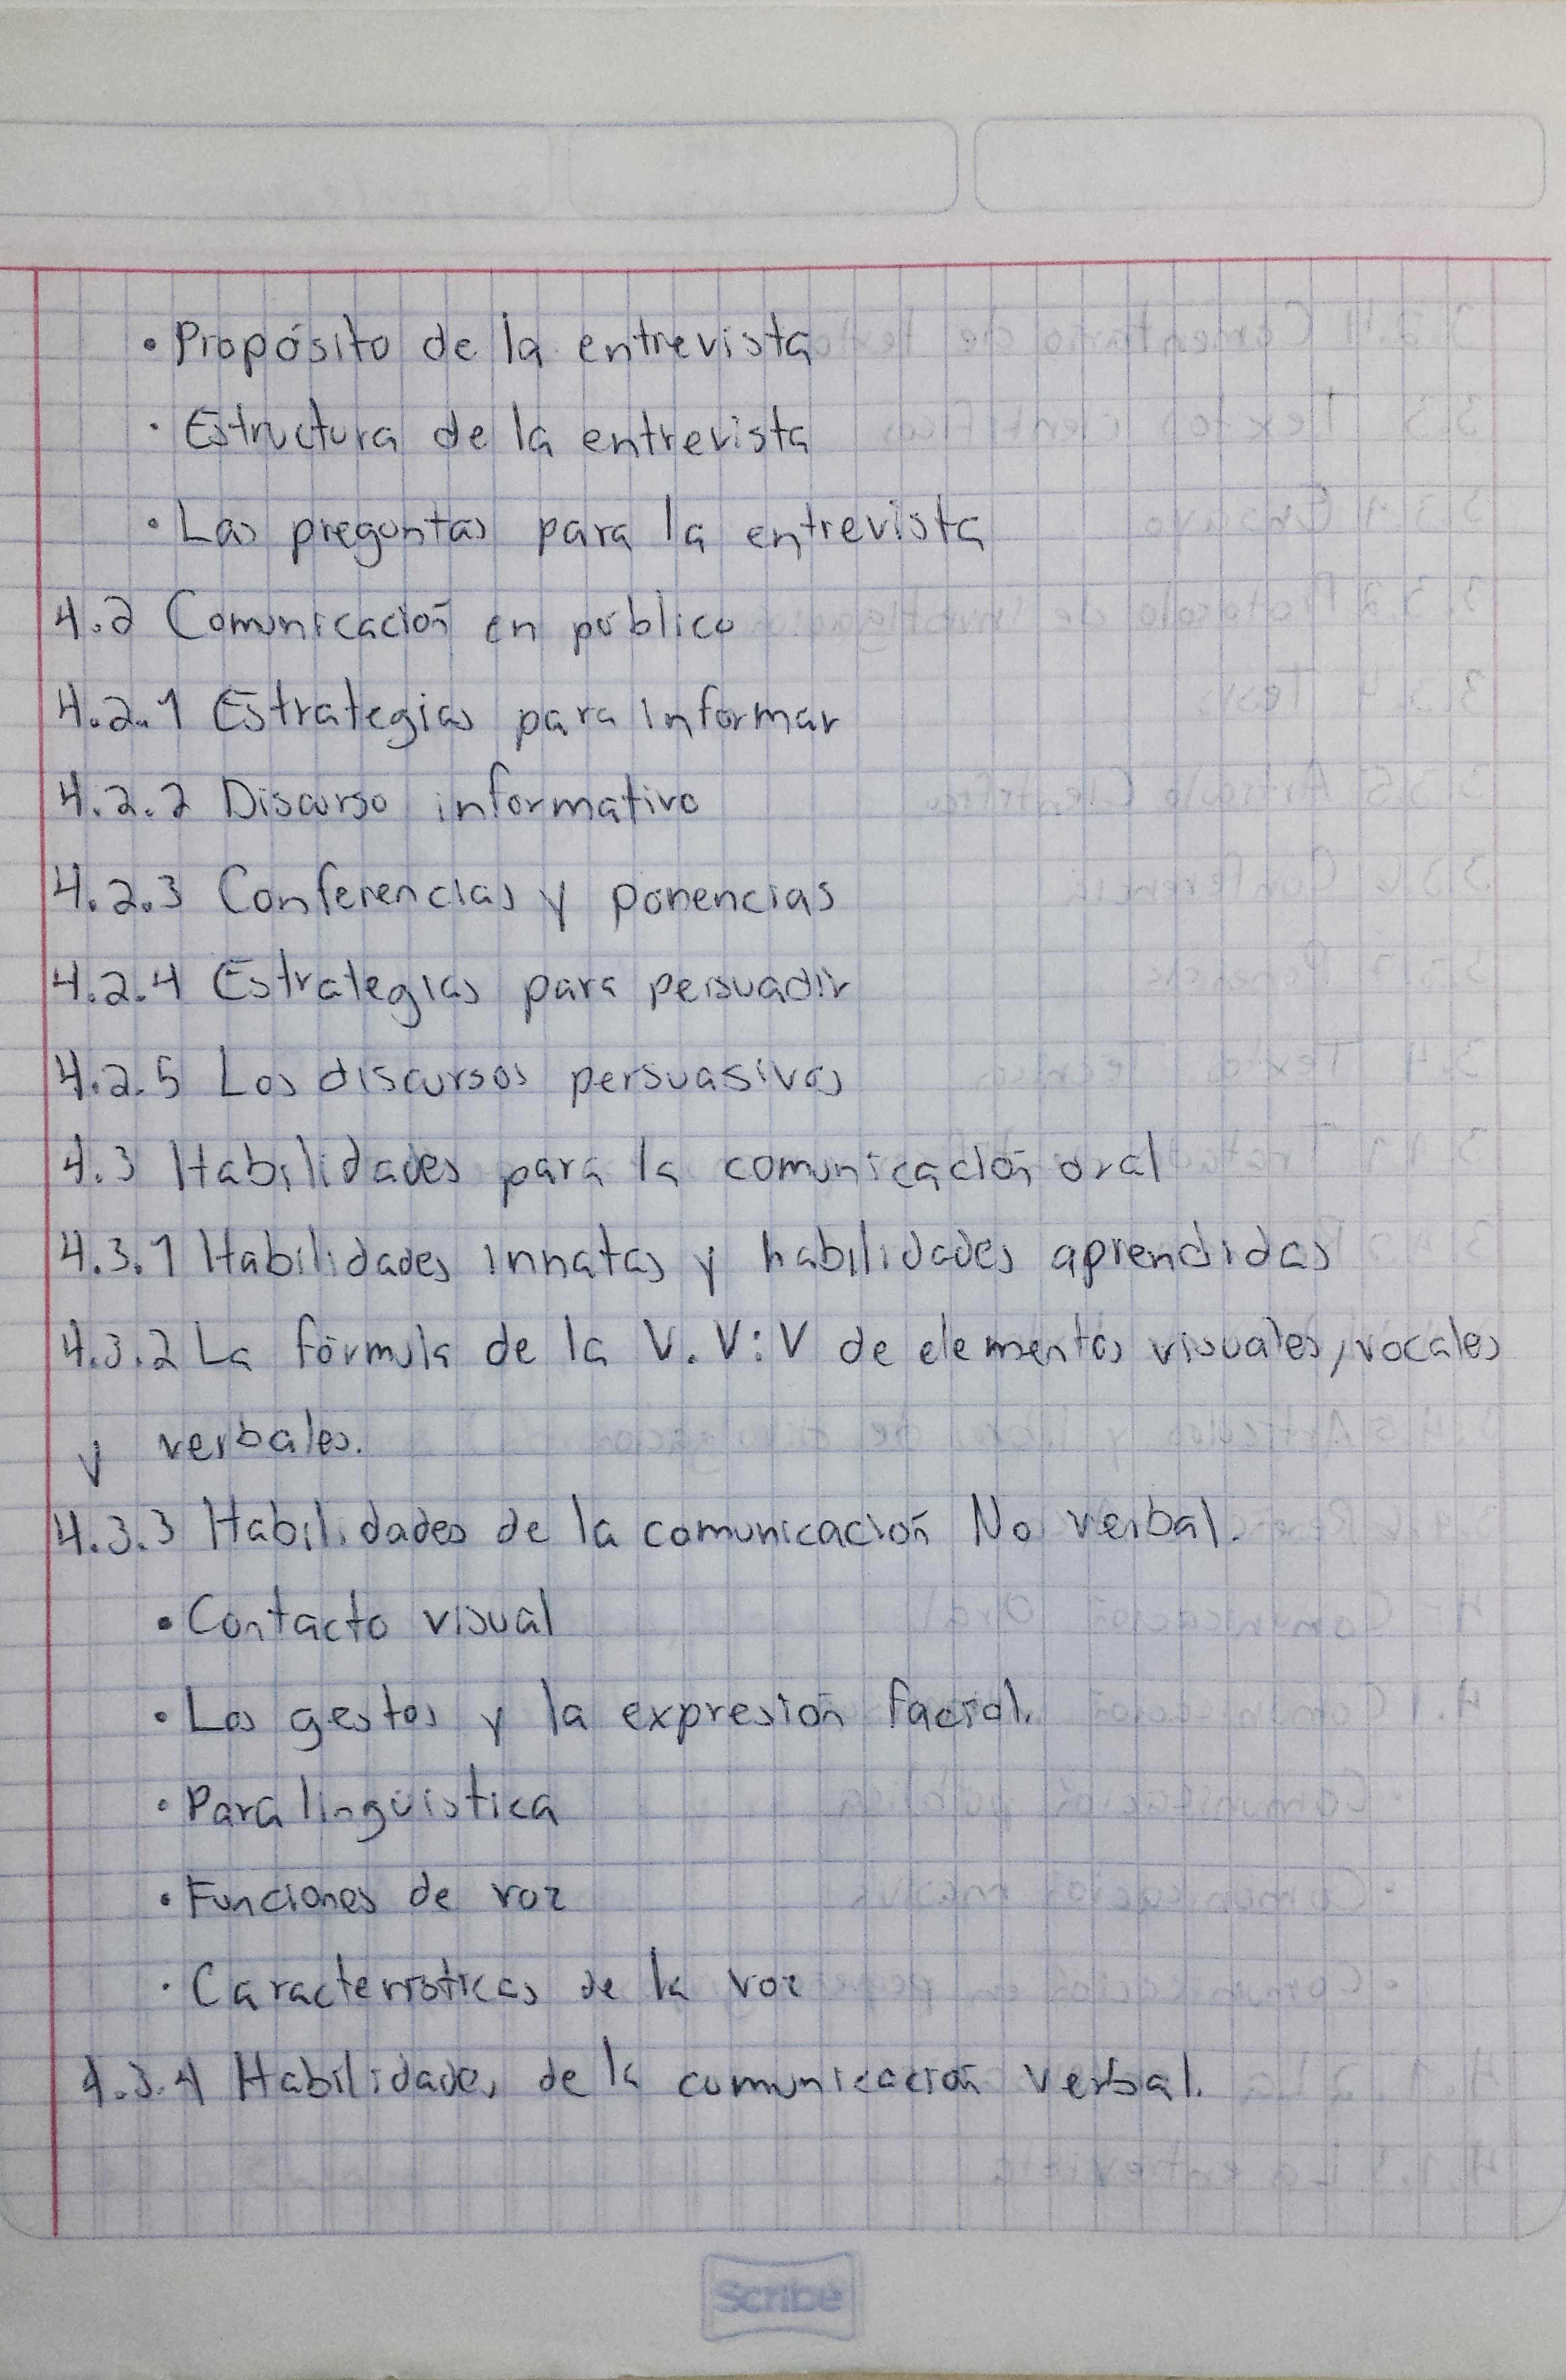 • Propósito de la entrevista
• Estructura de la entrevista
• Las preguntas para la entrevista
4.2 Comunicación en público
4.2.1 Estrategias para informar
4.2.2 Discurso informativo
4.2.3 Conferencias y ponencias
4.2.4 Estrategias para persuadir
4.2.5 Los discursos persuasivos
4.3 Habilidades para la comunicación oral
4.3.1 Habilidades innatas y habilidades aprendidas
4.3.2 La fórmula de la V.V:V de elementos visuales, vocales
y verbales.
4.3.3 Habilidades de la comunicación No verbal.
• Contacto visual
• Los gestos y la expresión facial.
• Paralingüistica
• Funciones de voz
• Características de la voz
4.3.4 Habilidades de la comunicación verbal.
Scribe